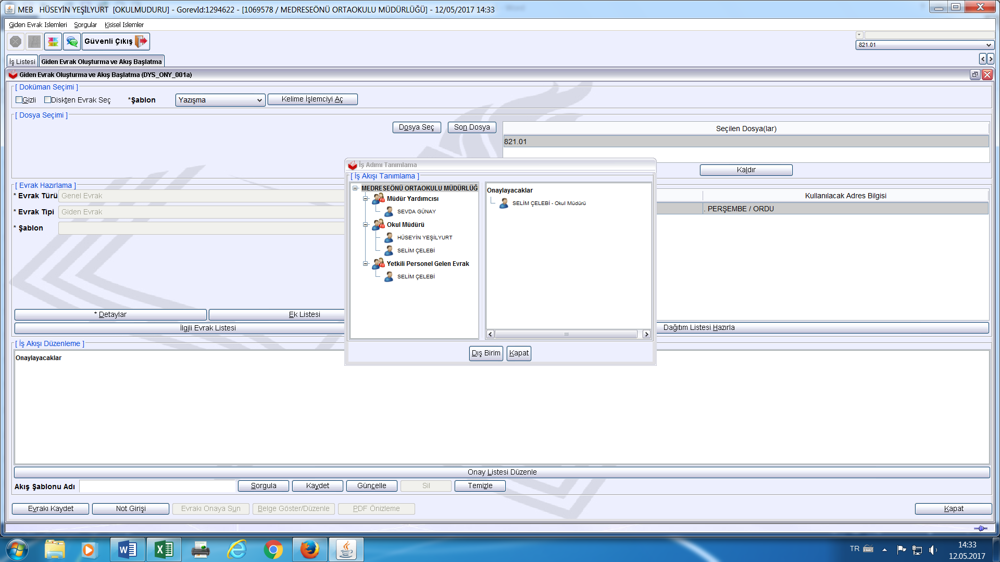 MEB HÜSEYİN YEŞİLYURT [OKULMUDURU] - GorevId:1294622 - [1069578 / MEDRESEÖNÜ ORTAOKULU MÜDÜRLÜĞÜ] - 12/05/2017 14:33
Giden Evrak Islemleri Sorgular Kisisel Islemler
Güvenli Çıkış
821.01
İş Listesi Giden Evrak Oluşturma ve Akış Başlatma
Giden Evrak Oluşturma ve Akış Başlatma (DYS_ONY_001a)
[ Doküman Seçimi ]
Gizli Diskten Evrak Seç *Şablon Yazışma Kelime İşlemciyi Aç
[ Dosya Seçimi ]
Dosya Seç Son Dosya Seçilen Dosya(lar)
821.01
Kaldır
İş Adımı Tanımlama
[ İş Akışı Tanımlama ]
MEDRESEÖNÜ ORTAOKULU MÜDÜRLÜĞ
Müdür Yardımcısı
SEVDA GÜNAY
Okul Müdürü
HÜSEYİN YEŞİLYURT
SELİM ÇELEBİ
Yetkili Personel Gelen Evrak
SELİM ÇELEBİ
Onaylayacaklar
SELİM ÇELEBİ - Okul Müdürü
Dış Birim Kapat
[ Evrak Hazırlama ]
* Evrak Türü Genel Evrak
* Evrak Tipi Giden Evrak
* Şablon
Kullanılacak Adres Bilgisi
. PERŞEMBE / ORDU
* Detaylar Ek Listesi
İlgili Evrak Listesi Dağıtım Listesi Hazırla
[ İş Akışı Düzenleme ]
Onaylayacaklar
Onay Listesi Düzenle
Akış Şablonu Adı Sorgula Kaydet Güncelle Sil Temizle
Evrakı Kaydet Not Girişi Evrakı Onaya Sun Belge Göster/Düzenle PDF Önizleme Kapat
TR
14:33
12.05.2017